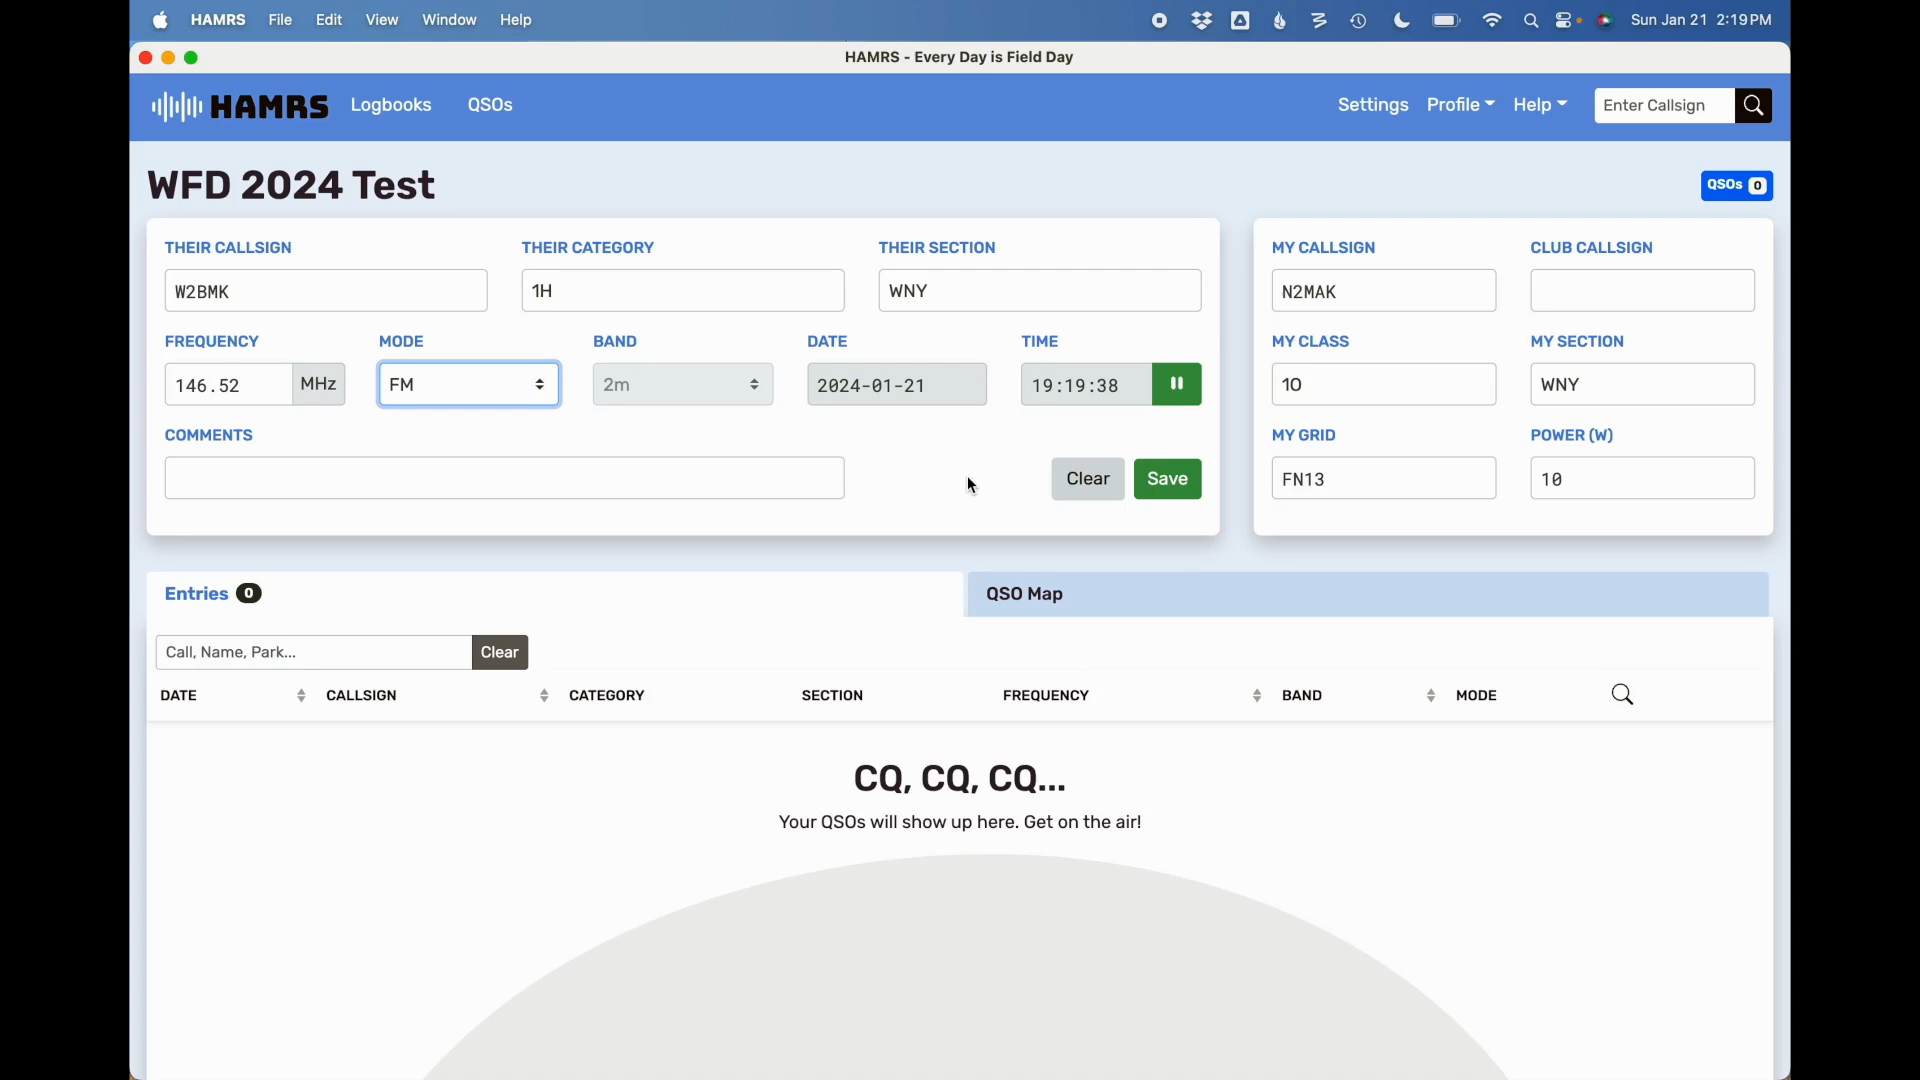 HAMRS File Edit View Window Help Sun Jan 21 2:19 PM
HAMRS - Every Day is Field Day
HAMRS Logbooks QSOs Settings Profile Help Enter Callsign
WFD 2024 Test QSOs 0
THEIR CALLSIGN THEIR CATEGORY THEIR SECTION MY CALLSIGN CLUB CALLSIGN
W2BMK 1H WNY N2MAK
FREQUENCY MODE BAND DATE TIME MY CLASS MY SECTION
146.52 MHz FM 2m 2024-01-21 19:19:38 1O WNY
COMMENTS MY GRID POWER (W)
Clear Save FN13 10
Entries 0 QSO Map
Call, Name, Park... Clear
DATE CALLSIGN CATEGORY SECTION FREQUENCY BAND MODE
CQ, CQ, CQ...
Your QSOs will show up here. Get on the air!